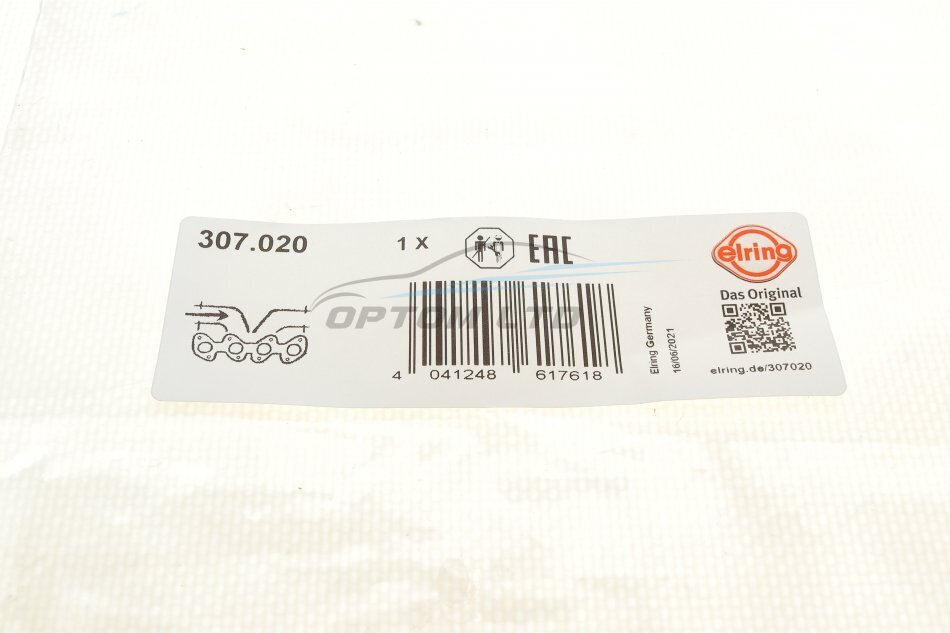 307.020
1 X
EAC
elring
Das Original
OPTOM LTD
4 041248 617618
Elring Germany
16/06/2021
elring.de/307020